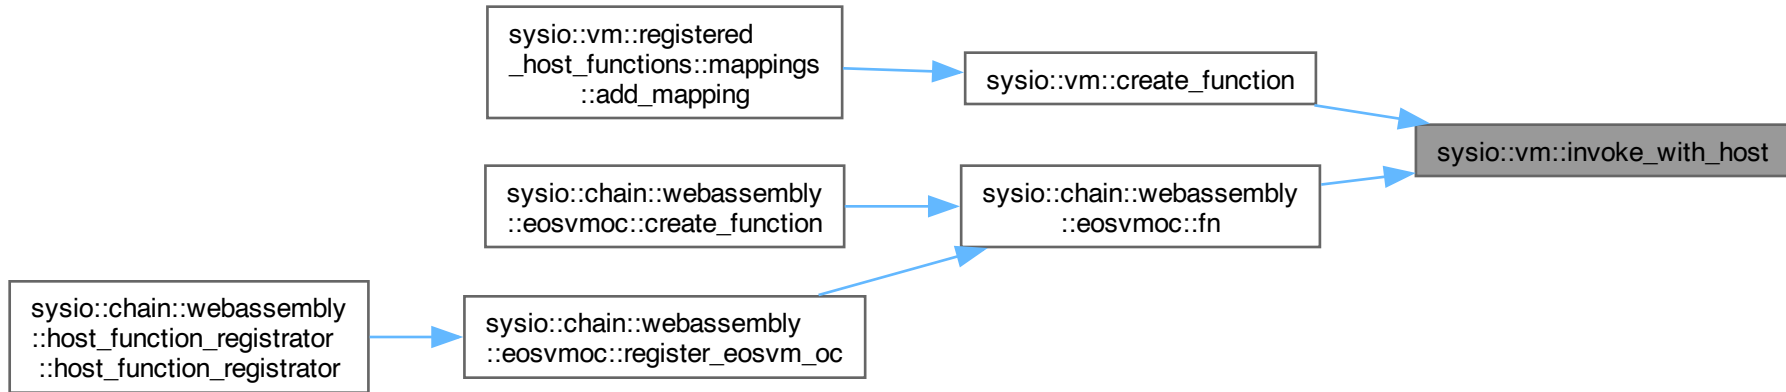 sysio::vm::registered
_host_functions::mappings
::add_mapping
sysio::vm::create_function
sysio::vm::invoke_with_host
sysio::chain::webassembly
::eosvmoc::create_function
sysio::chain::webassembly
::eosvmoc::fn
sysio::chain::webassembly
::host_function_registrator
::host_function_registrator
sysio::chain::webassembly
::eosvmoc::register_eosvm_oc